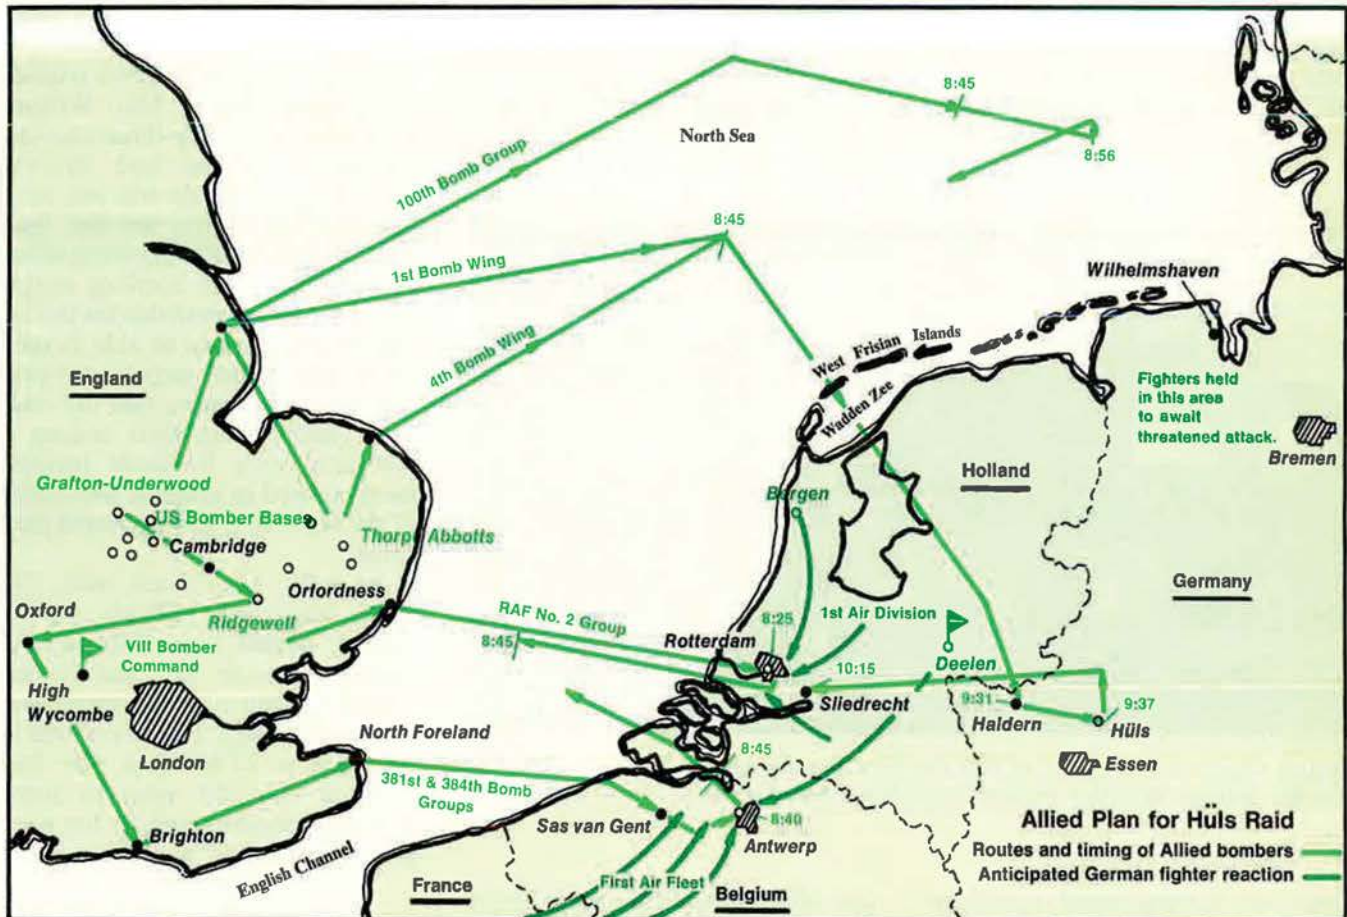 8:45
North Sea
8:56
100th Bomb Group
8:45
1st Bomb Wing
Wilhelmshaven
4th Bomb Wing
West Frisian Islands
Wadden Zee
England
Fighters held
in this area
to await
threatened attack.
Bremen
Grafton-Underwood
US Bomber Bases
Cambridge
Thorpe Abbotts
Bergen
Holland
Germany
Orfordness
Oxford
Ridgewell
RAF No. 2 Group
8:45
8:25
Rotterdam
1st Air Division
Deelen
VIII Bomber
Command
10:15
High
Wycombe
Sliedrecht
9:31
Haldern
9:37
Hüls
London
North Foreland
8:45
Essen
381st & 384th Bomb
Groups
Sas van Gent
8:40
Antwerp
Brighton
English Channel
France
First Air Fleet
Belgium
Allied Plan for Hüls Raid
Routes and timing of Allied bombers
Anticipated German fighter reaction